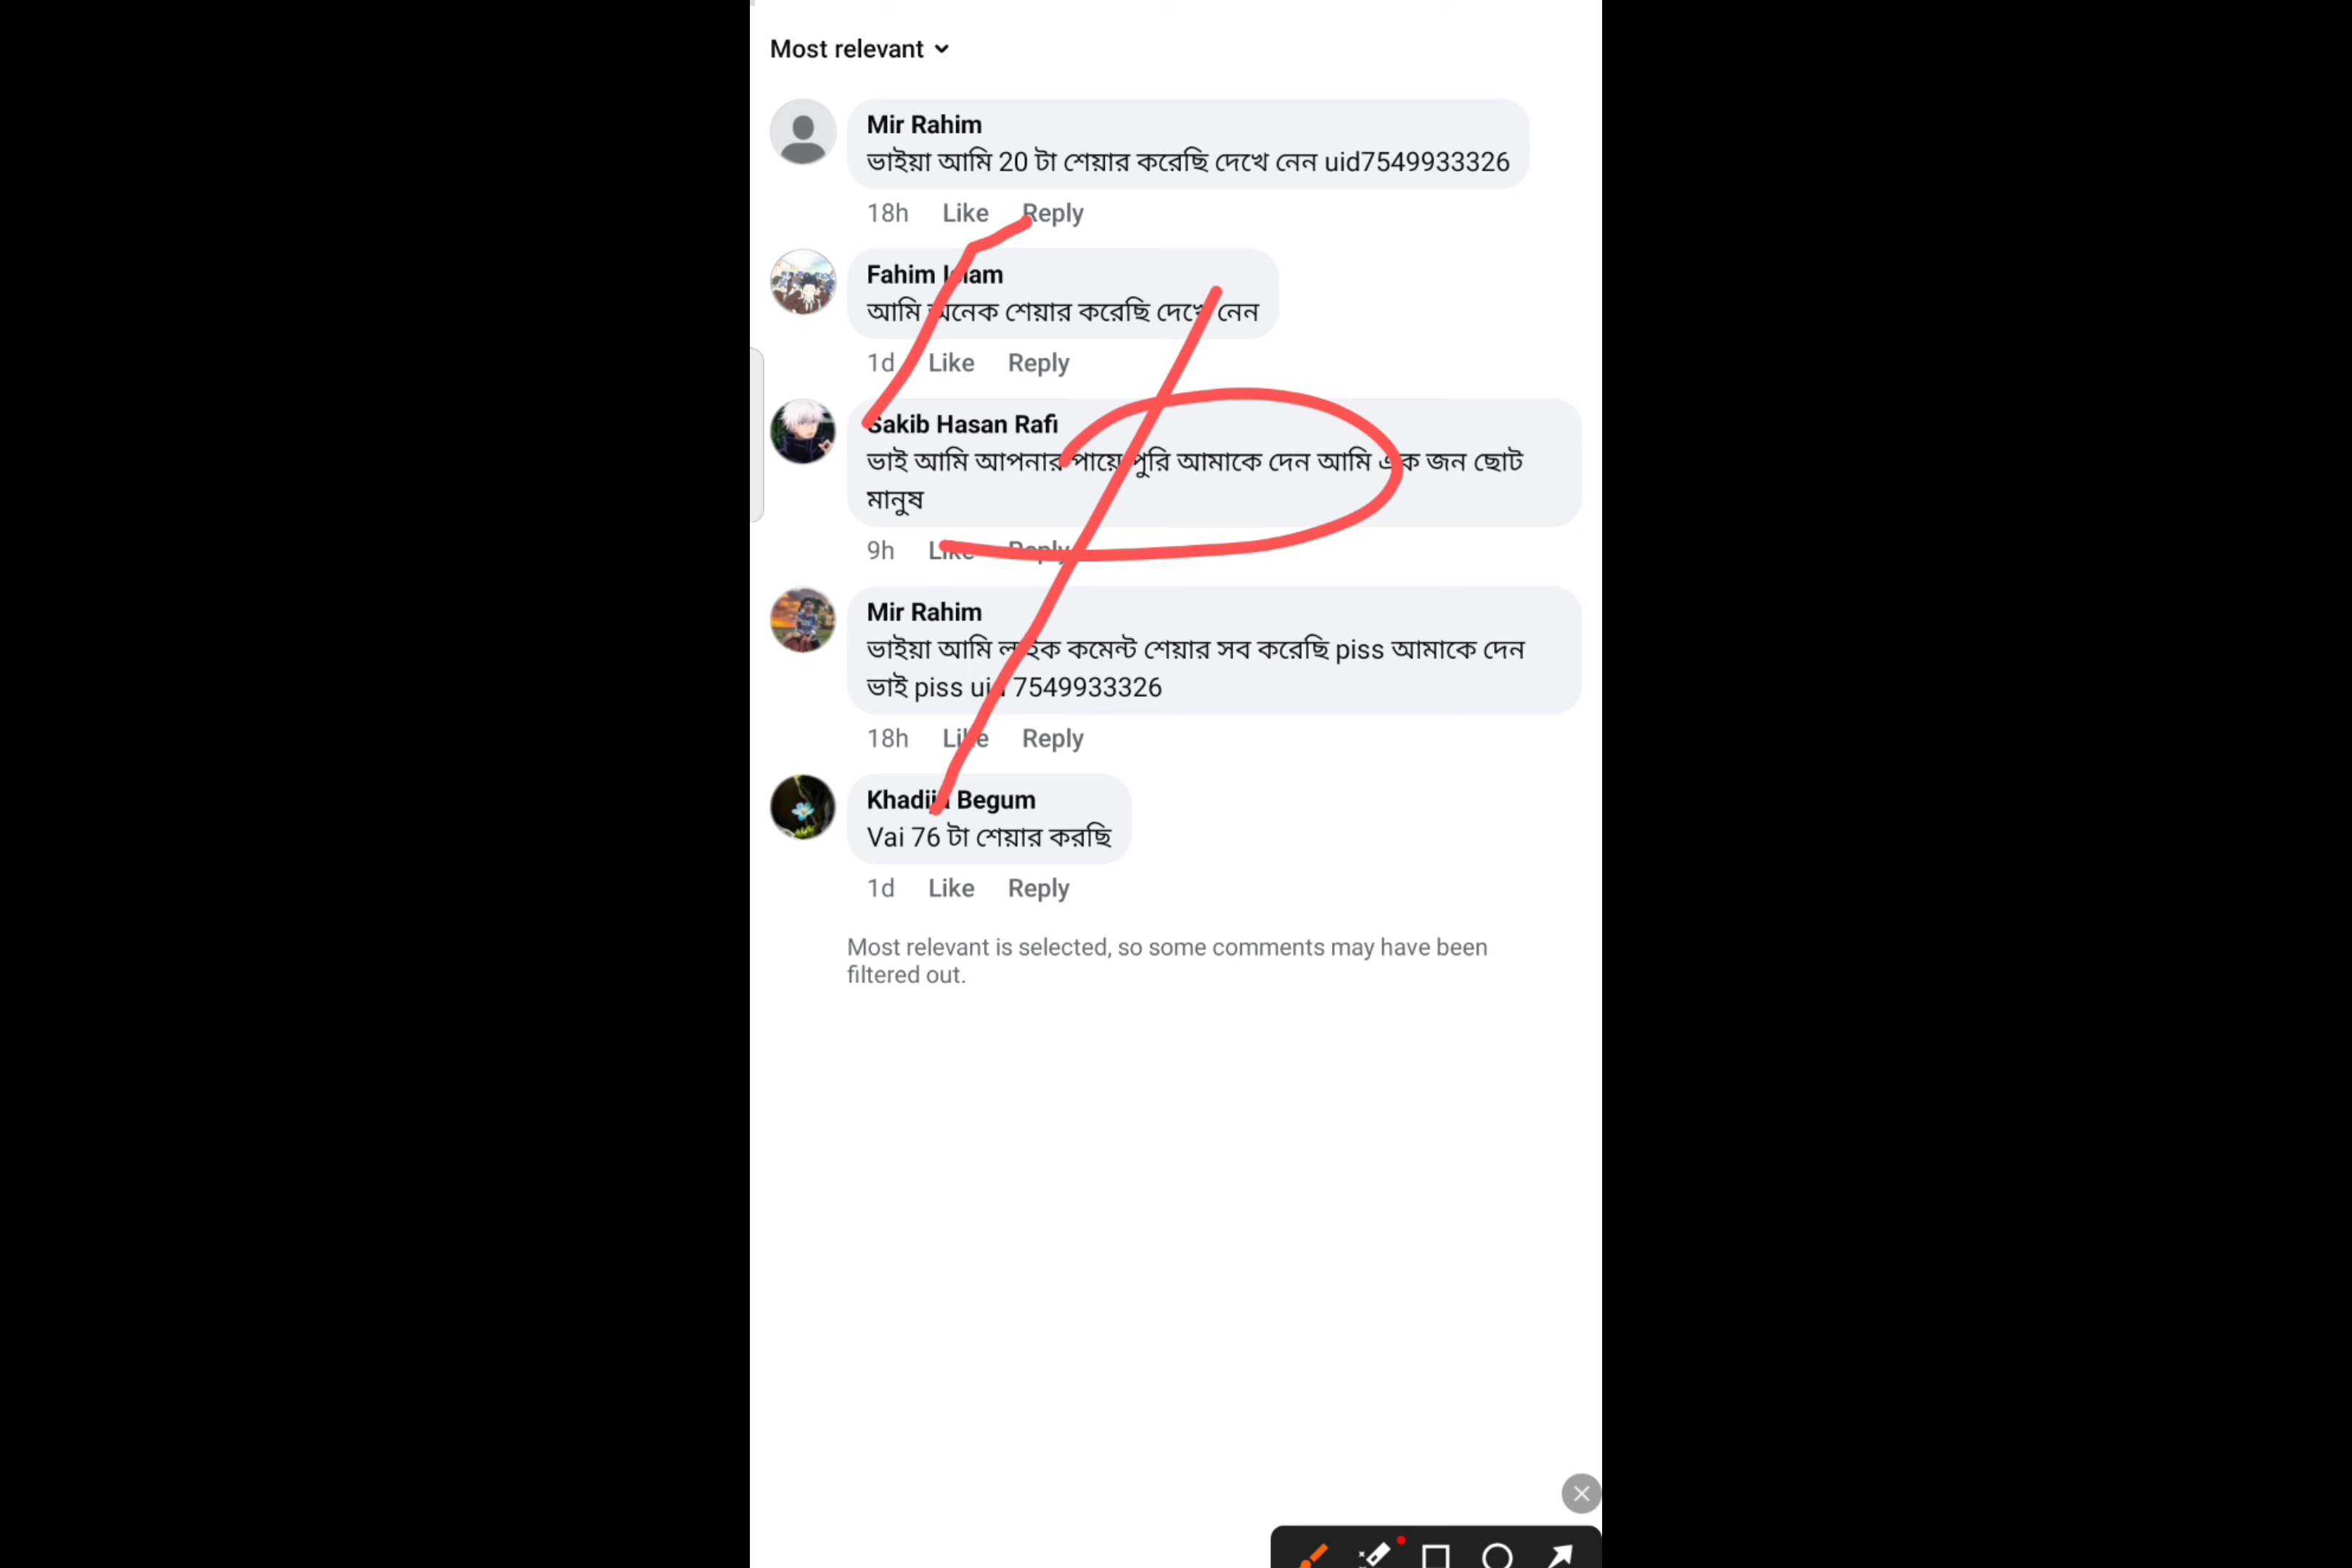 Most relevant
Mir Rahim
ভাইয়া আমি 20 টা শেয়ার করেছি দেখে নেন uid7549933326
18h Like Reply
Fahim Islam
আমি অনেক শেয়ার করেছি দেখে নেন
1d Like Reply
Sakib Hasan Rafi
ভাই আমি আপনার পায়ে পুরি আমাকে দেন আমি এক জন ছোট
মানুষ
9h Like Reply
Mir Rahim
ভাইয়া আমি লাইক কমেন্ট শেয়ার সব করেছি piss আমাকে দেন
ভাই piss uid 7549933326
18h Like Reply
Khadija Begum
Vai 76 টা শেয়ার করছি
1d Like Reply
Most relevant is selected, so some comments may have been
filtered out.